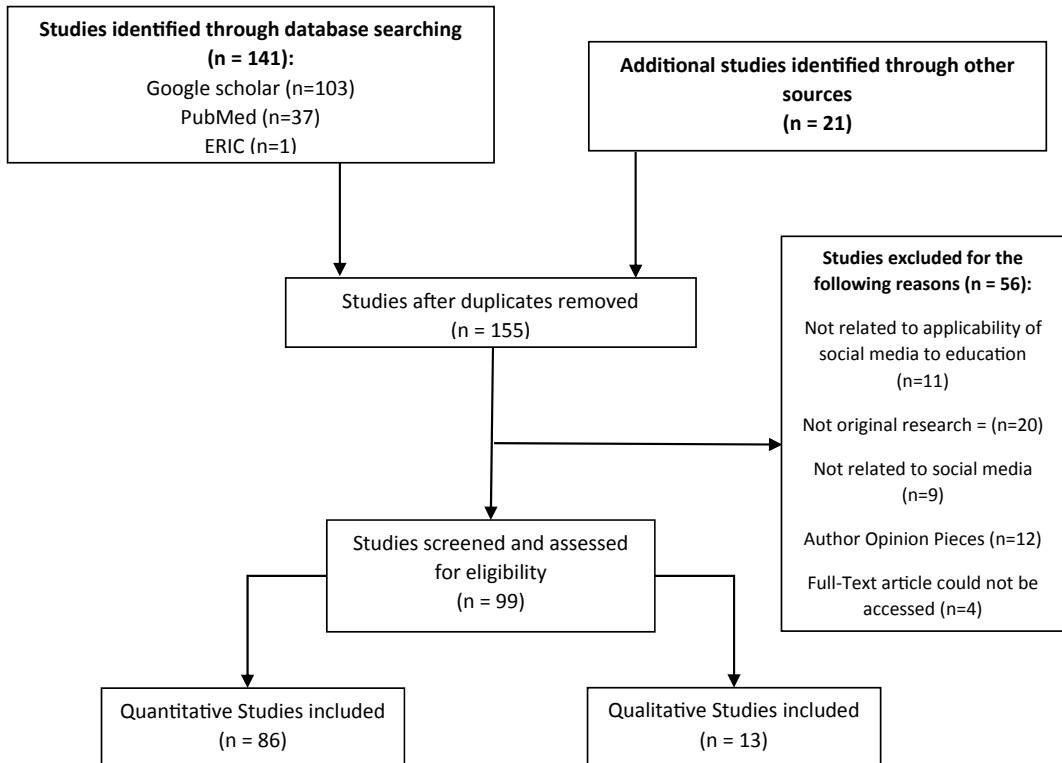 Studies identified through database searching
(n = 141):
Google scholar (n=103)
PubMed (n=37)
ERIC (n=1)
Additional studies identified through other
sources
(n = 21)
Studies after duplicates removed
(n = 155)
Studies excluded for the
following reasons (n = 56):
Not related to applicability of
social media to education
(n=11)
Not original research = (n=20)
Not related to social media
(n=9)
Author Opinion Pieces (n=12)
Full-Text article could not be
accessed (n=4)
Studies screened and assessed
for eligibility
(n = 99)
Quantitative Studies included
(n = 86)
Qualitative Studies included
(n = 13)